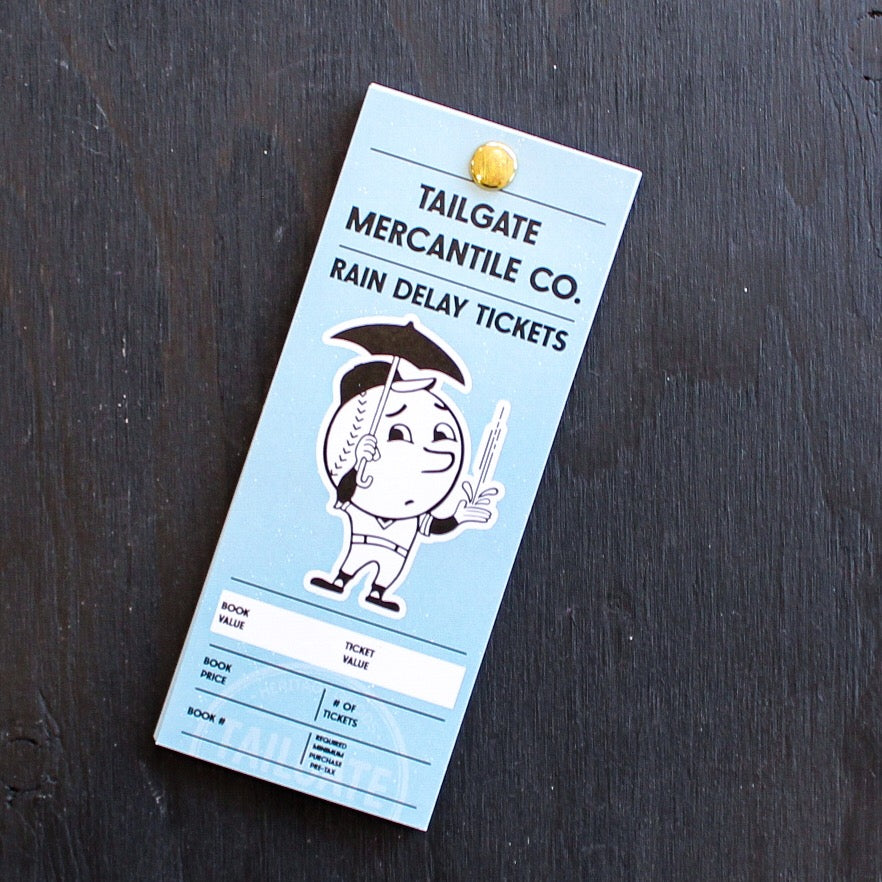 TAILGATE
MERCANTILE CO.
RAIN DELAY TICKETS
BOOK
VALUE
TICKET
VALUE
BOOK
PRICE
# OF
TICKETS
BOOK #
REQUIRED
MINIMUM
PURCHASE
PRE-TAX
HERITAGE
TAILGATE